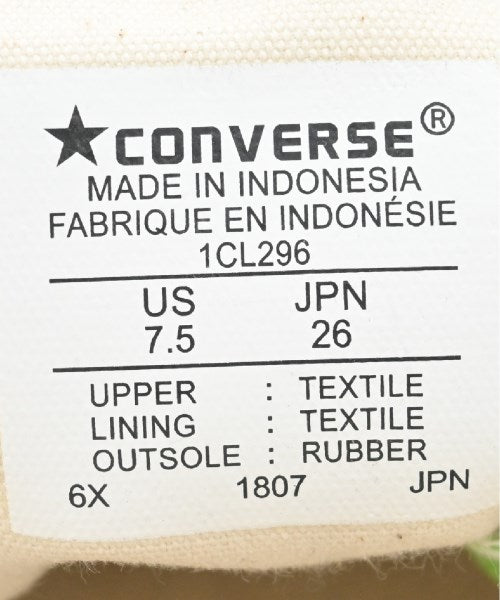 ★CONVERSE®
MADE IN INDONESIA
FABRIQUE EN INDONÉSIE
1CL296
US JPN
7.5 26
UPPER : TEXTILE
LINING : TEXTILE
OUTSOLE : RUBBER
6X 1807 JPN